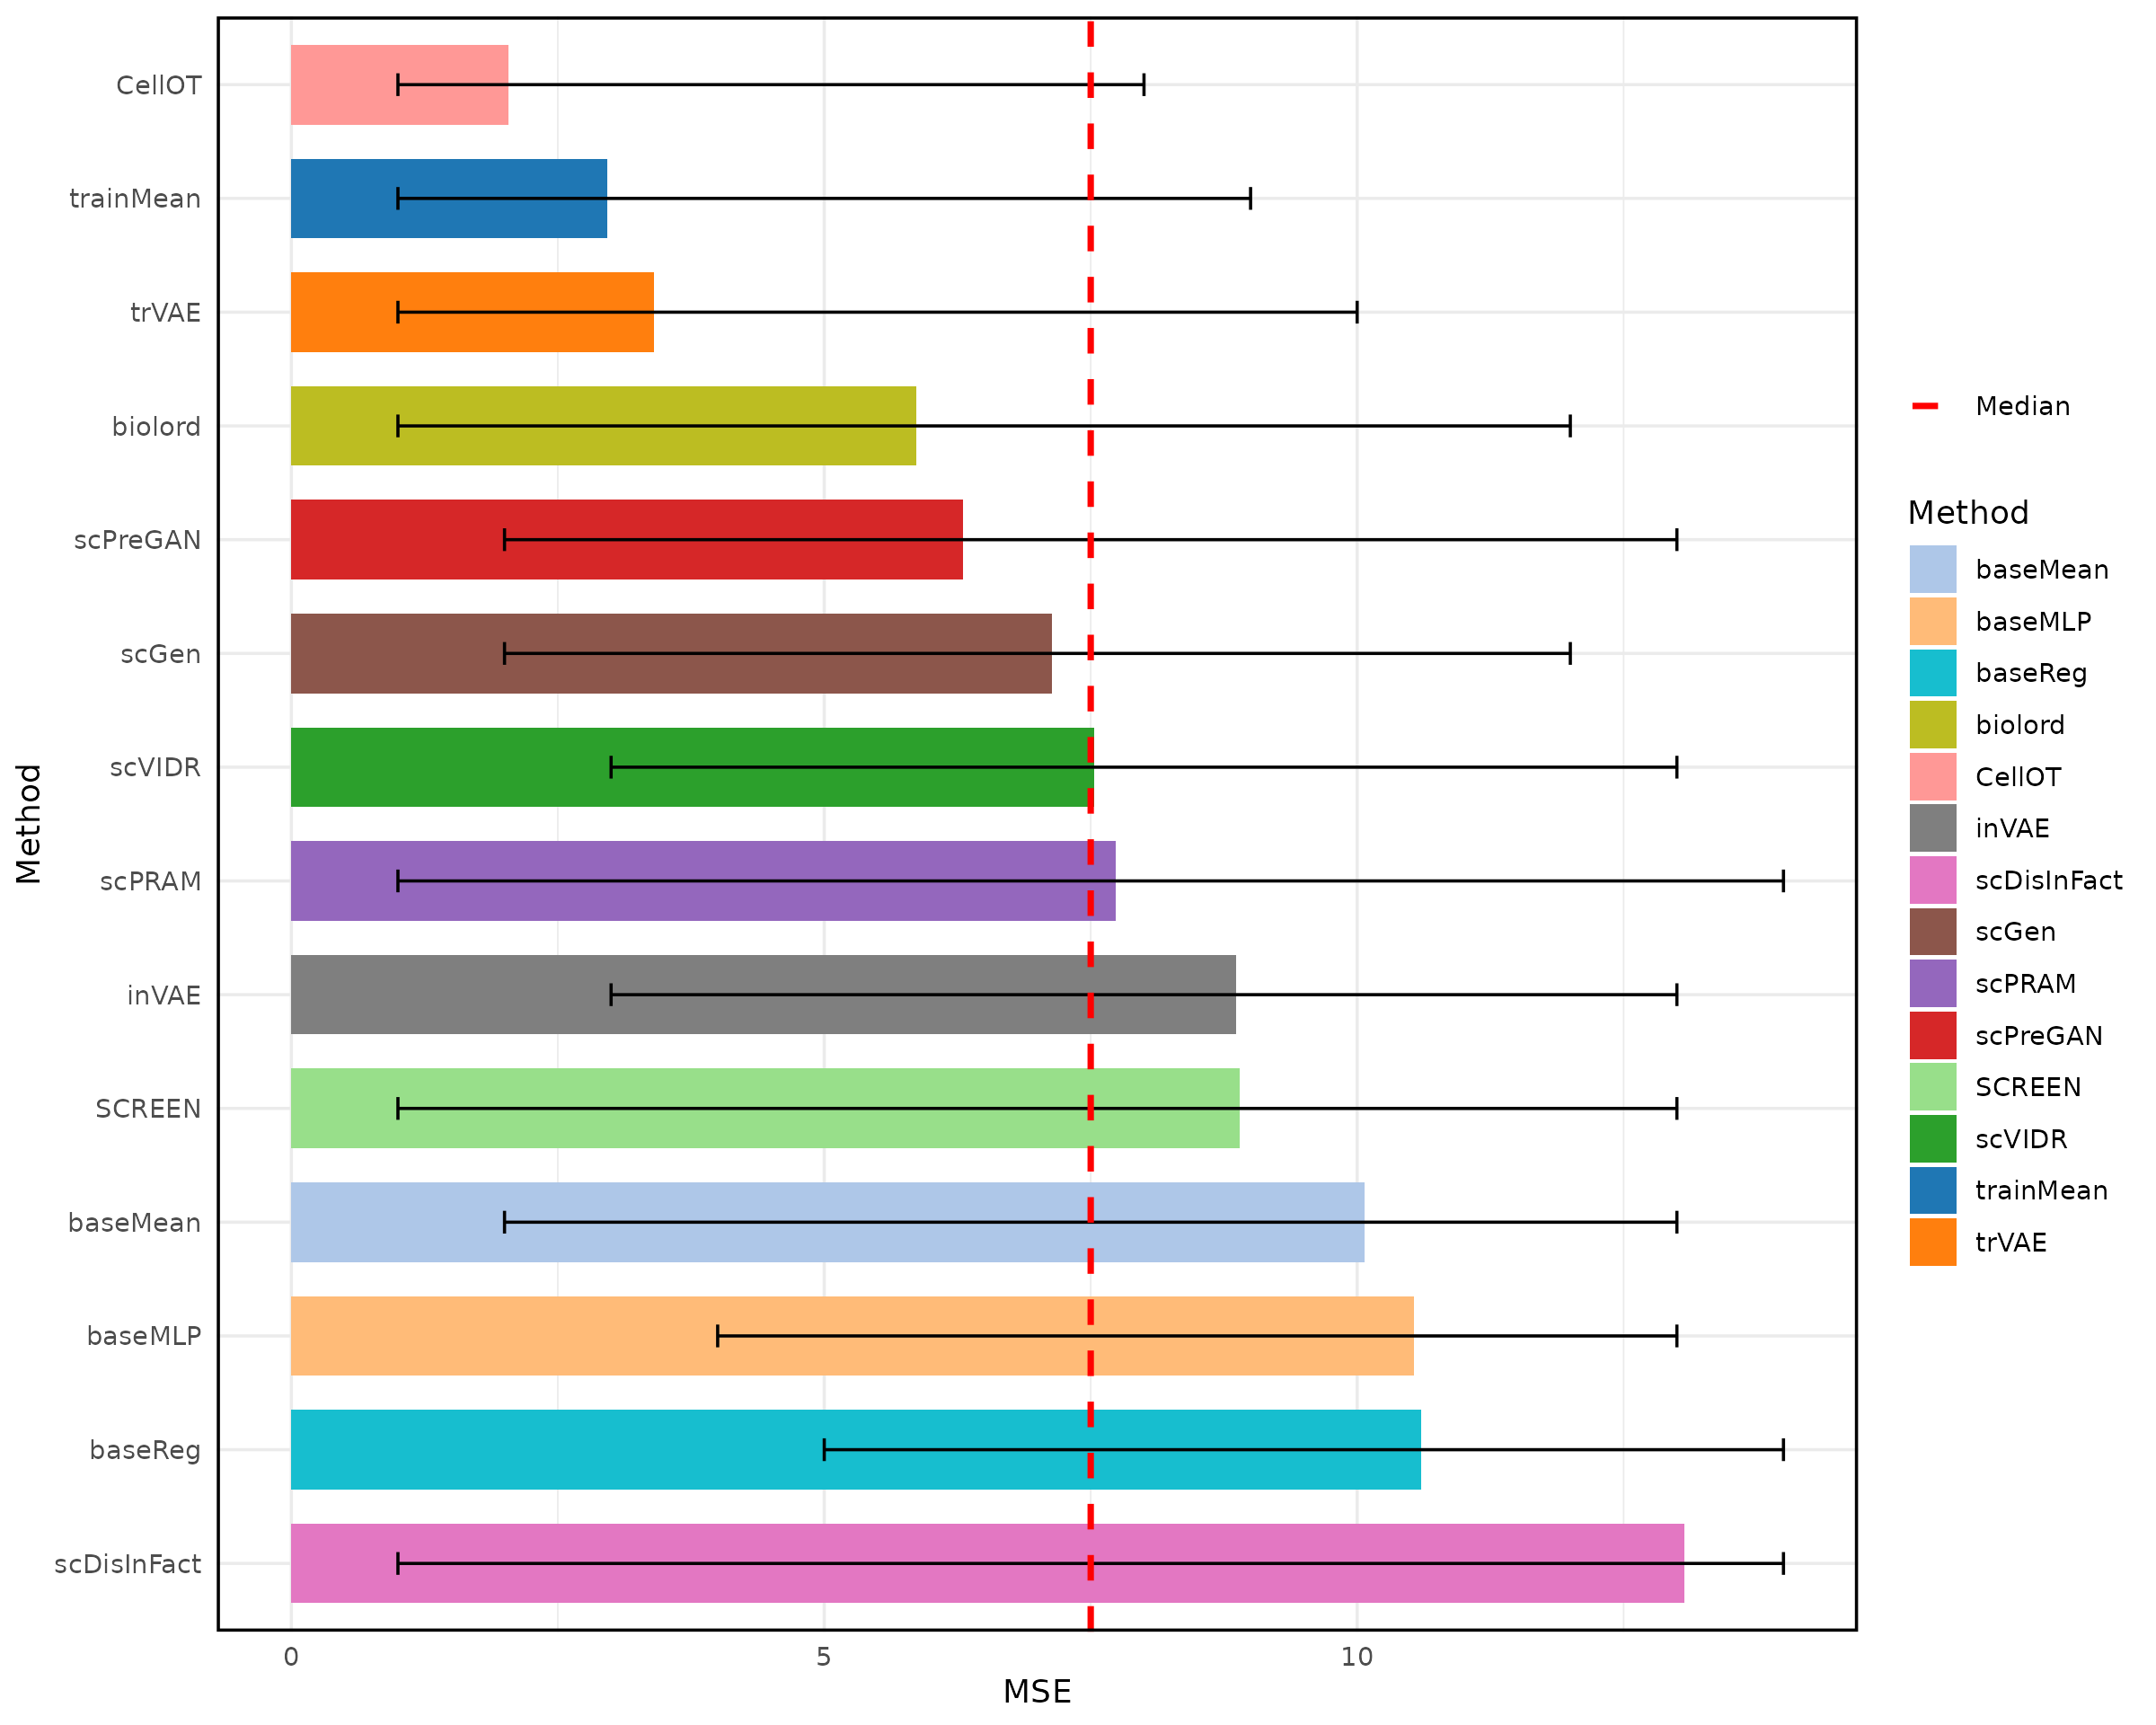 CellOT
trainMean
trVAE
biolord
scPreGAN
scGen
scVIDR
scPRAM
inVAE
SCREEN
baseMean
baseMLP
baseReg
scDisInFact
Method
0 5 10
MSE
Median
Method
baseMean
baseMLP
baseReg
biolord
CellOT
inVAE
scDisInFact
scGen
scPRAM
scPreGAN
SCREEN
scVIDR
trainMean
trVAE